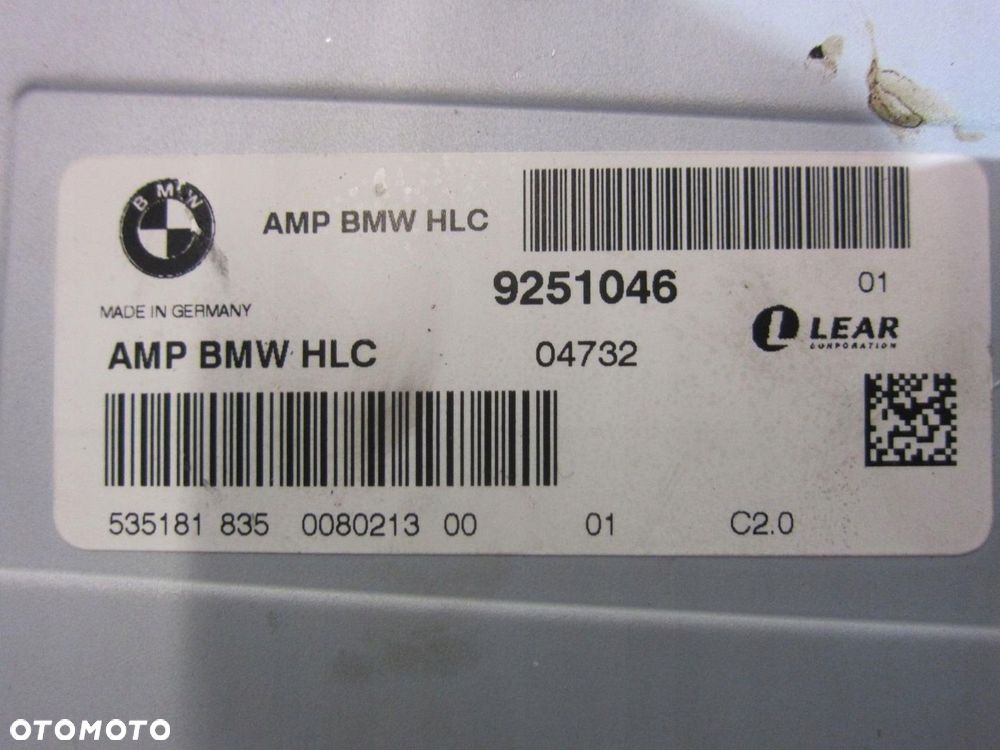 BMW
AMP BMW HLC
9251046 01
MADE IN GERMANY
LEAR
CORPORATION
AMP BMW HLC 04732
535181 835 0080213 00 01 C2.0
OTOMOTO